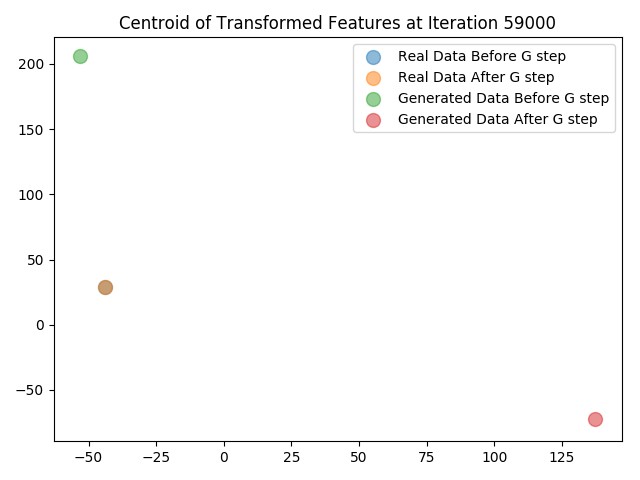 Centroid of Transformed Features at Iteration 59000
Real Data Before G step
Real Data After G step
Generated Data Before G step
Generated Data After G step
200
150
100
50
0
−50
−50
−25
0
25
50
75
100
125